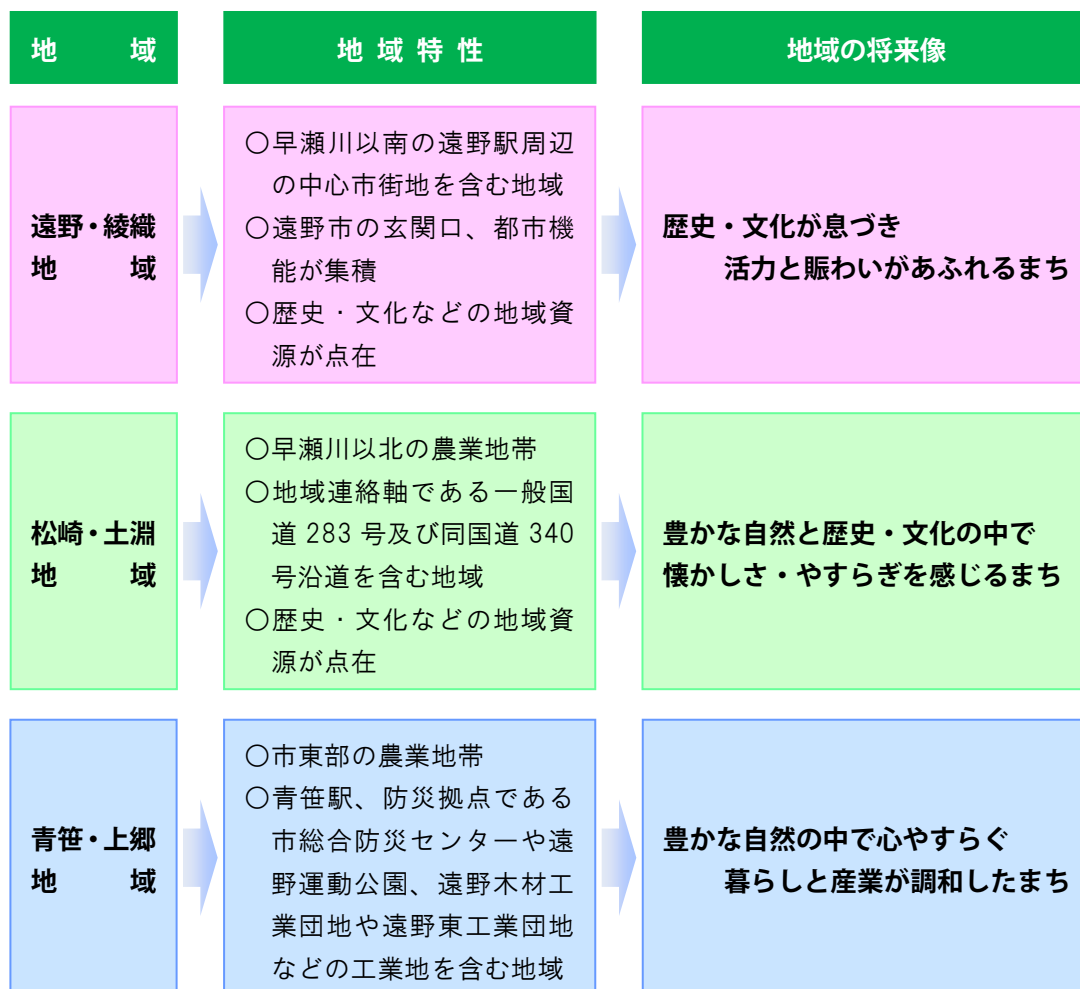 地域
地域特性
地域の将来像
遠野・綾織
地域
○早瀬川以南の遠野駅周辺
の中心市街地を含む地域
○遠野市の玄関口、都市機
能が集積
○歴史・文化などの地域資
源が点在
歴史・文化が息づき
活力と賑わいがあふれるまち
松崎・土淵
地域
○早瀬川以北の農業地帯
○地域連絡軸である一般国
道 283 号及び同国道 340
号沿道を含む地域
○歴史・文化などの地域資
源が点在
豊かな自然と歴史・文化の中で
懐かしさ・やすらぎを感じるまち
青笹・上郷
地域
○市東部の農業地帯
○青笹駅、防災拠点である
市総合防災センターや遠
野運動公園、遠野木材工
業団地や遠野東工業団地
などの工業地を含む地域
豊かな自然の中で心やすらぐ
暮らしと産業が調和したまち